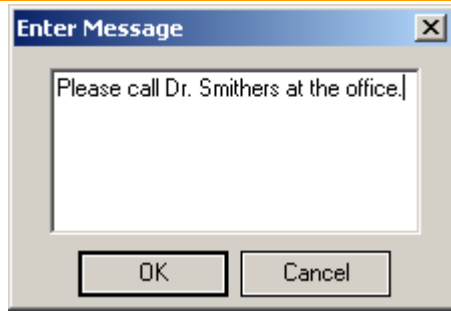 Enter Message
Please call Dr. Smithers at the office.
OK Cancel